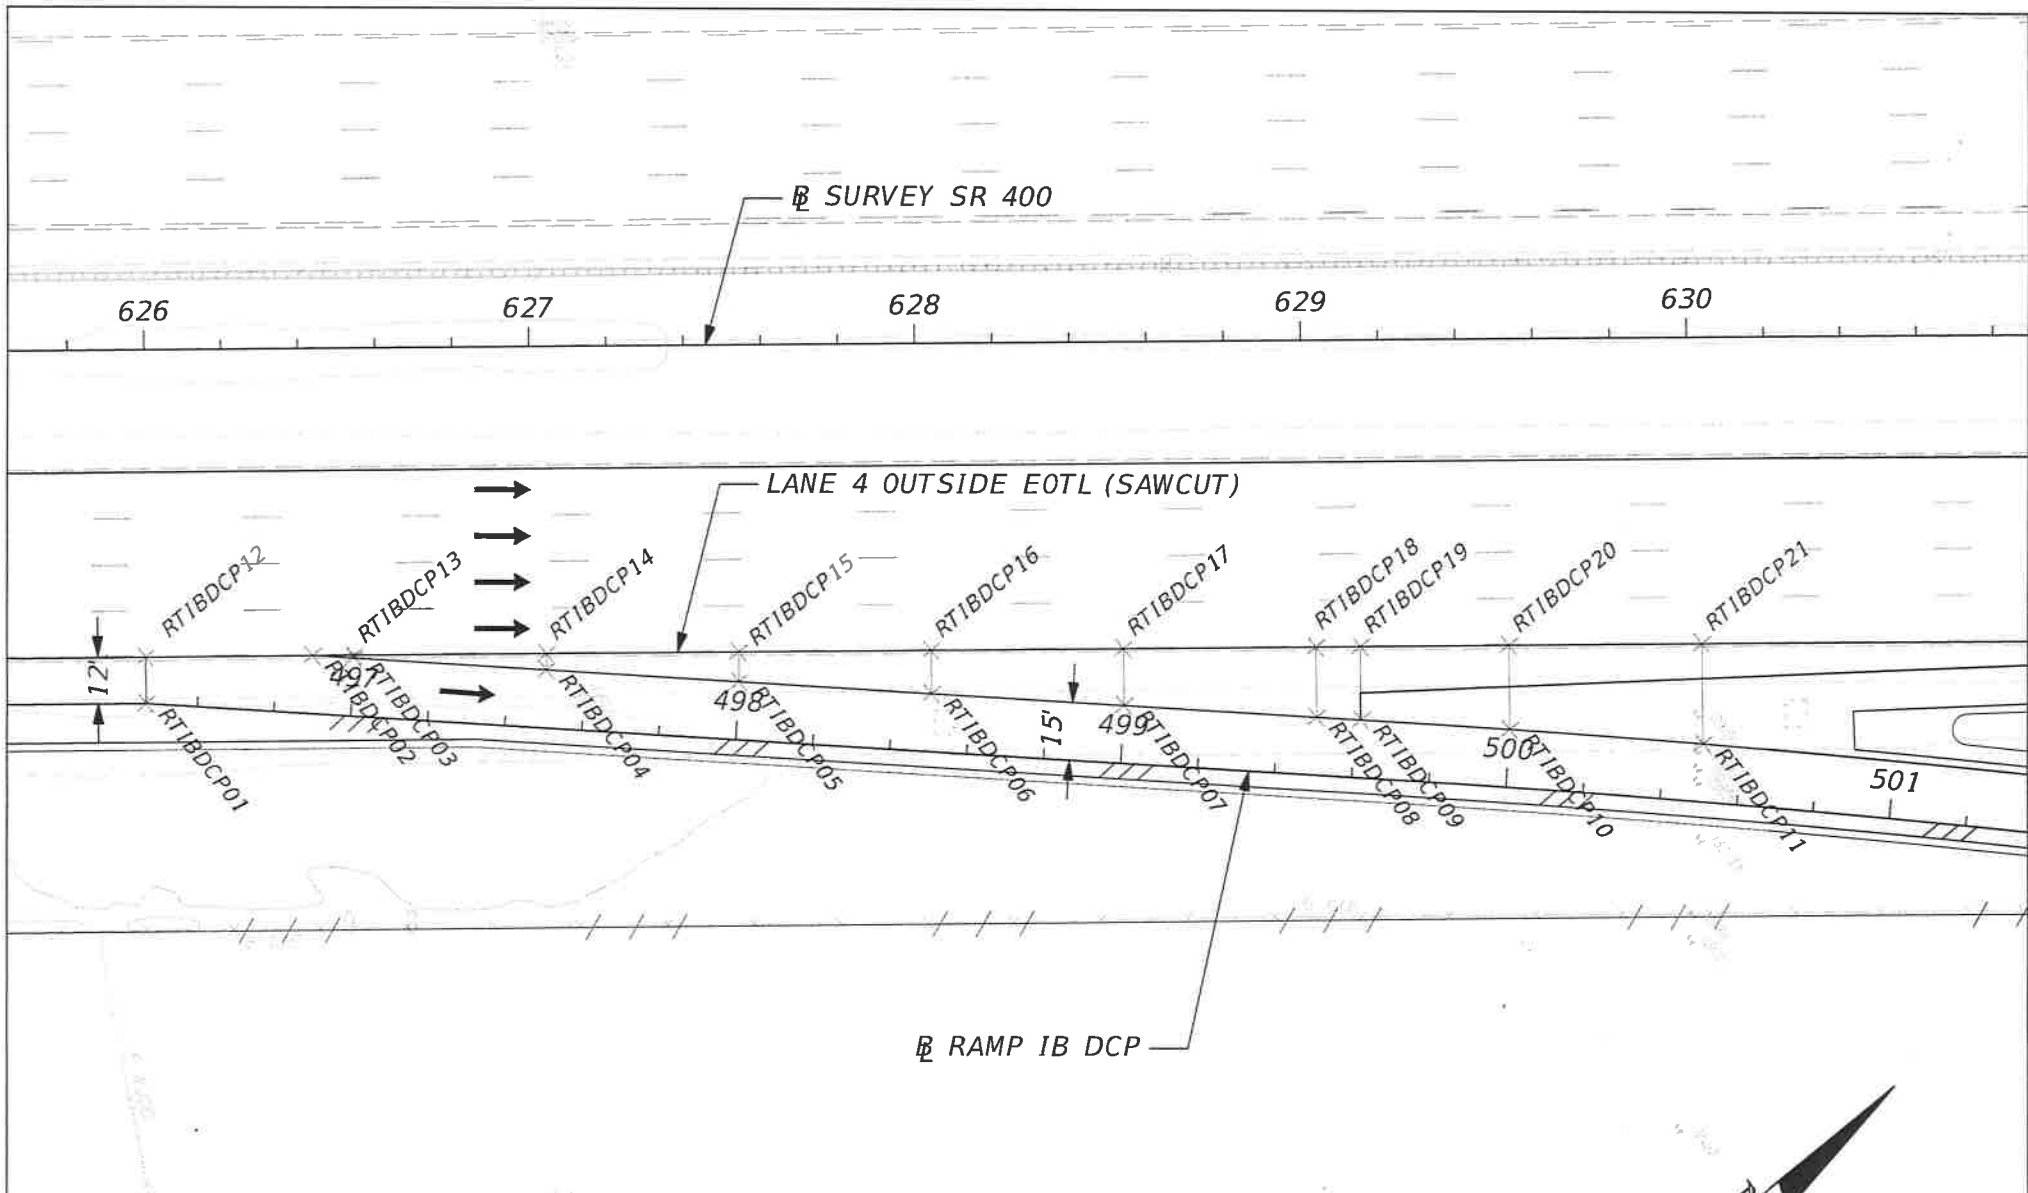 ℄ SURVEY SR 400
626 627 628 629 630
LANE 4 OUTSIDE EOTL (SAWCUT)
RTIBDCP12
RTIBDCP13
RTIBDCP14
RTIBDCP15
RTIBDCP16
RTIBDCP17
RTIBDCP18
RTIBDCP19
RTIBDCP20
RTIBDCP21
12'
15'
497
498
499
500
501
RTIBDCP01
RTIBDCP02
RTIBDCP03
RTIBDCP04
RTIBDCP05
RTIBDCP06
RTIBDCP07
RTIBDCP08
RTIBDCP09
RTIBDCP10
RTIBDCP11
℄ RAMP IB DCP